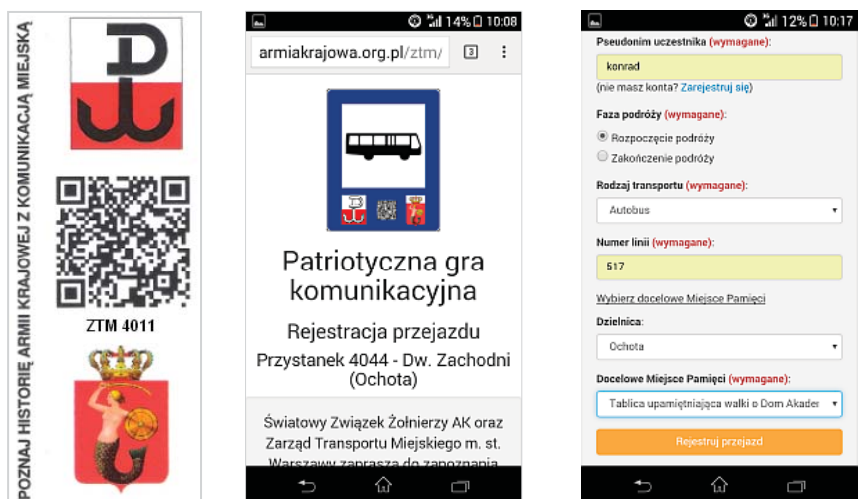 POZNAJ HISTORIĘ ARMII KRAJOWEJ Z KOMUNIKACJĄ MIEJSKĄ
ZTM 4011
14% 10:08
armiakrajowa.org.pl/ztm/
3
Patriotyczna gra
komunikacyjna
Rejestracja przejazdu
Przystanek 4044 - Dw. Zachodni
(Ochota)
Światowy Związek Żołnierzy AK oraz
Zarząd Transportu Miejskiego m. st.
Warszawy zaprasza do zapoznania
12% 10:17
Pseudonim uczestnika (wymagane):
konrad
(nie masz konta? Zarejestruj się)
Faza podróży (wymagane):
Rozpoczęcie podróży
Zakończenie podróży
Rodzaj transportu (wymagane):
Autobus
Numer linii (wymagane):
517
Wybierz docelowe Miejsce Pamięci
Dzielnica:
Ochota
Docelowe Miejsce Pamięci (wymagane):
Tablica upamiętniająca walki o Dom Akader
Rejestruj przejazd